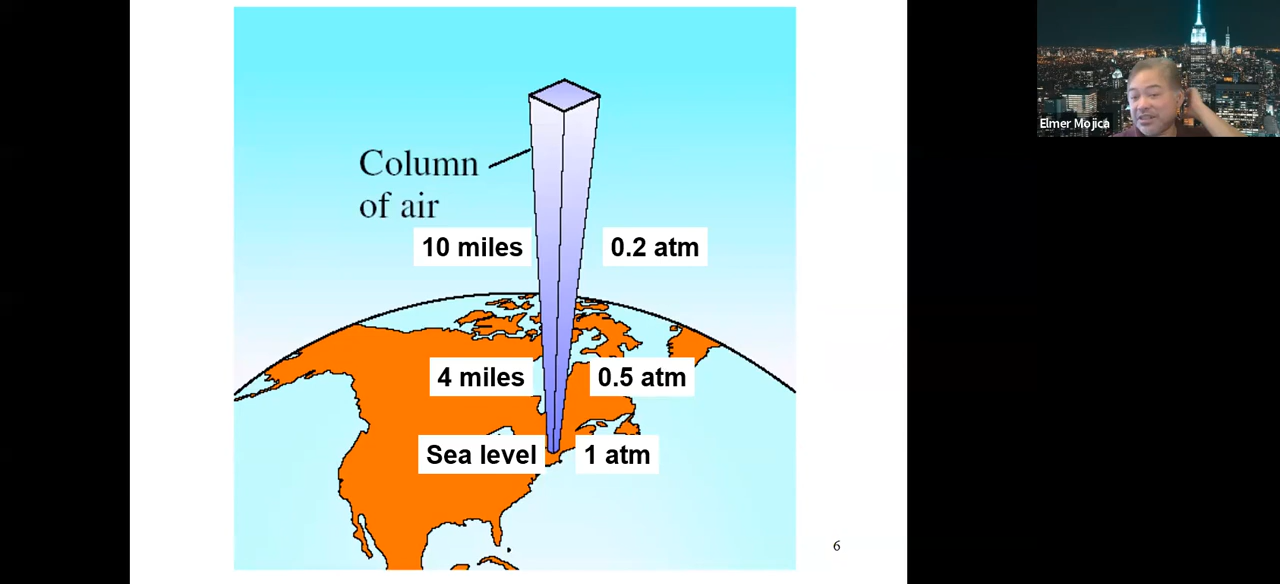 Column
of air
10 miles
0.2 atm
4 miles
0.5 atm
Sea level
1 atm
6
Elmer Mojica